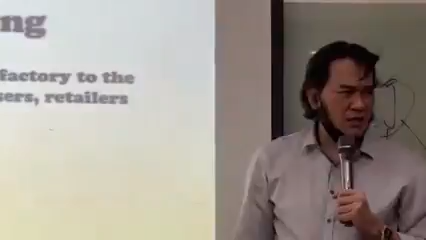 ng
factory to the
sers, retailers